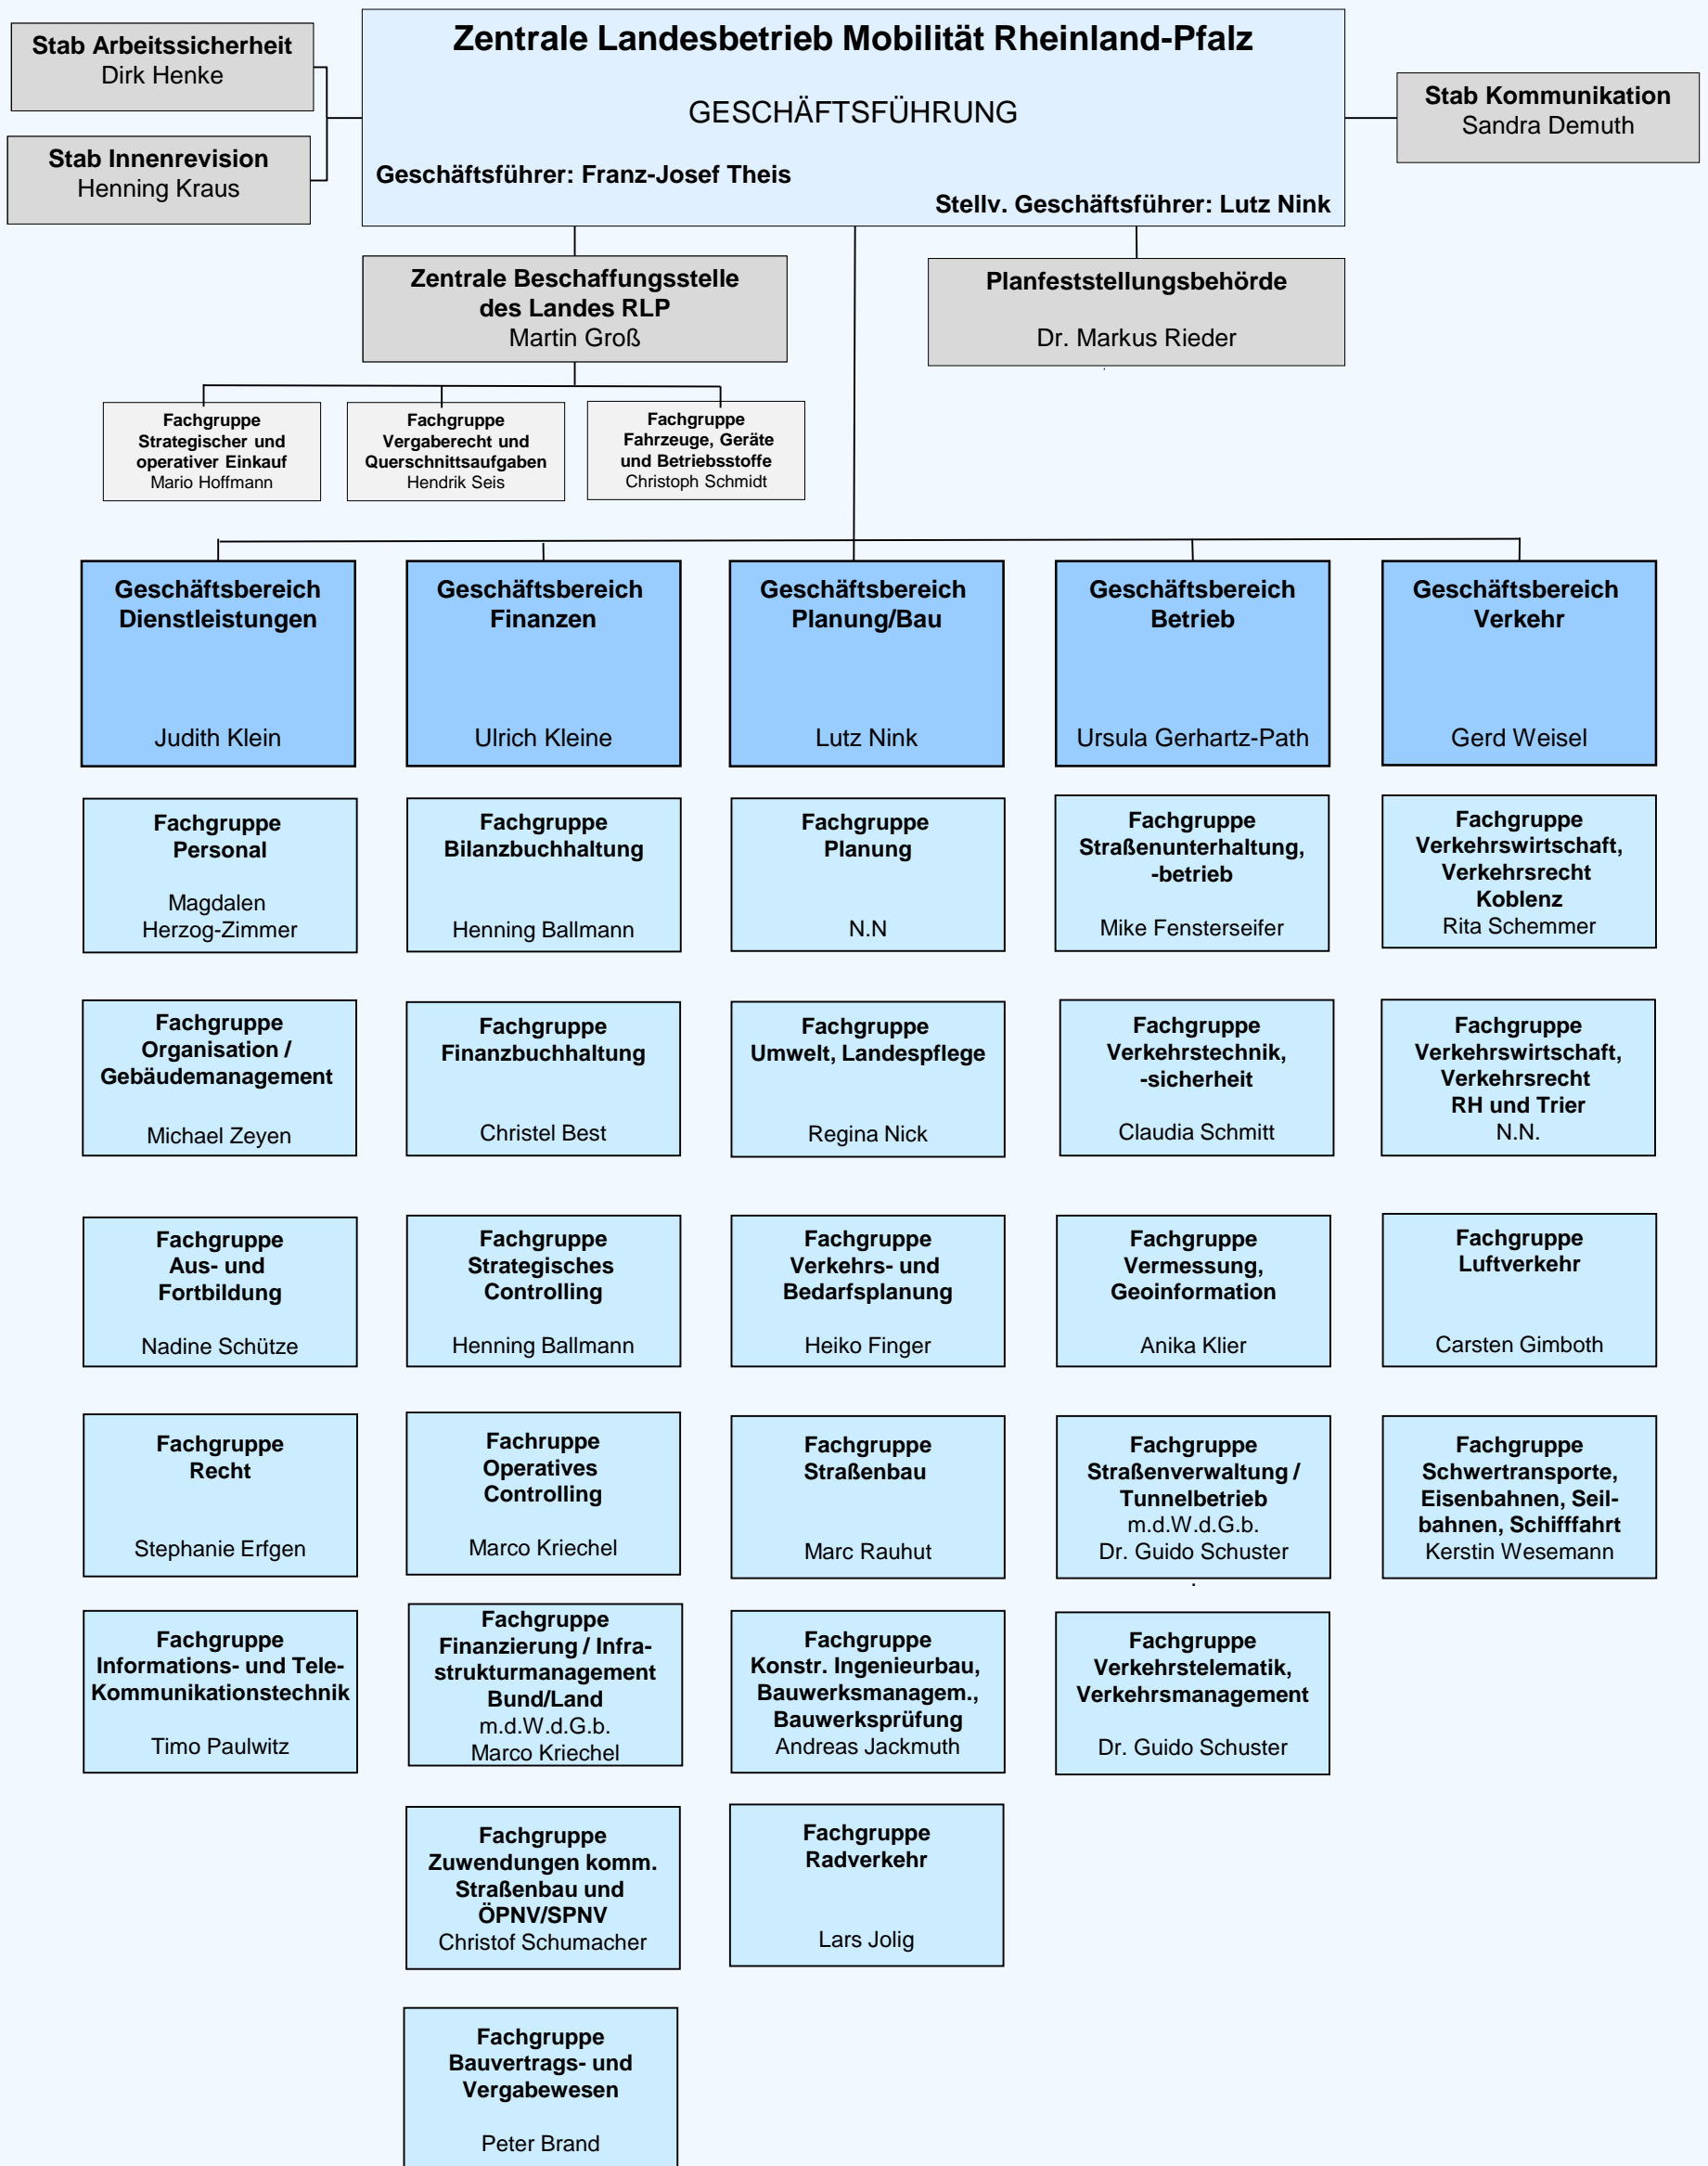 Stab Arbeitssicherheit
Dirk Henke
Stab Innenrevision
Henning Kraus
Zentrale Landesbetrieb Mobilität Rheinland-Pfalz
GESCHÄFTSFÜHRUNG
Geschäftsführer: Franz-Josef Theis
Stellv. Geschäftsführer: Lutz Nink
Stab Kommunikation
Sandra Demuth
Zentrale Beschaffungsstelle
des Landes RLP
Martin Groß
Planfeststellungsbehörde
Dr. Markus Rieder
Fachgruppe
Strategischer und
operativer Einkauf
Mario Hoffmann
Fachgruppe
Vergaberecht und
Querschnittsaufgaben
Hendrik Seis
Fachgruppe
Fahrzeuge, Geräte
und Betriebsstoffe
Christoph Schmidt
Geschäftsbereich
Dienstleistungen
Judith Klein
Fachgruppe
Personal
Magdalen
Herzog-Zimmer
Fachgruppe
Organisation /
Gebäudemanagement
Michael Zeyen
Fachgruppe
Aus- und
Fortbildung
Nadine Schütze
Fachgruppe
Recht
Stephanie Erfgen
Fachgruppe
Informations- und Tele-
Kommunikationstechnik
Timo Paulwitz
Geschäftsbereich
Finanzen
Ulrich Kleine
Fachgruppe
Bilanzbuchhaltung
Henning Ballmann
Fachgruppe
Finanzbuchhaltung
Christel Best
Fachgruppe
Strategisches
Controlling
Henning Ballmann
Fachruppe
Operatives
Controlling
Marco Kriechel
Fachgruppe
Finanzierung / Infra-
strukturmanagement
Bund/Land
m.d.W.d.G.b.
Marco Kriechel
Fachgruppe
Zuwendungen komm.
Straßenbau und
ÖPNV/SPNV
Christof Schumacher
Fachgruppe
Bauvertrags- und
Vergabewesen
Peter Brand
Geschäftsbereich
Planung/Bau
Lutz Nink
Fachgruppe
Planung
N.N
Fachgruppe
Umwelt, Landespflege
Regina Nick
Fachgruppe
Verkehrs- und
Bedarfsplanung
Heiko Finger
Fachgruppe
Straßenbau
Marc Rauhut
Fachgruppe
Konstr. Ingenieurbau,
Bauwerksmanagem.,
Bauwerksprüfung
Andreas Jackmuth
Fachgruppe
Radverkehr
Lars Jolig
Geschäftsbereich
Betrieb
Ursula Gerhartz-Path
Fachgruppe
Straßenunterhaltung,
-betrieb
Mike Fensterseifer
Fachgruppe
Verkehrstechnik,
-sicherheit
Claudia Schmitt
Fachgruppe
Vermessung,
Geoinformation
Anika Klier
Fachgruppe
Straßenverwaltung /
Tunnelbetrieb
m.d.W.d.G.b.
Dr. Guido Schuster
Fachgruppe
Verkehrstelematik,
Verkehrsmanagement
Dr. Guido Schuster
Geschäftsbereich
Verkehr
Gerd Weisel
Fachgruppe
Verkehrswirtschaft,
Verkehrsrecht
Koblenz
Rita Schemmer
Fachgruppe
Verkehrswirtschaft,
Verkehrsrecht
RH und Trier
N.N.
Fachgruppe
Luftverkehr
Carsten Gimboth
Fachgruppe
Schwertransporte,
Eisenbahnen, Seil-
bahnen, Schifffahrt
Kerstin Wesemann